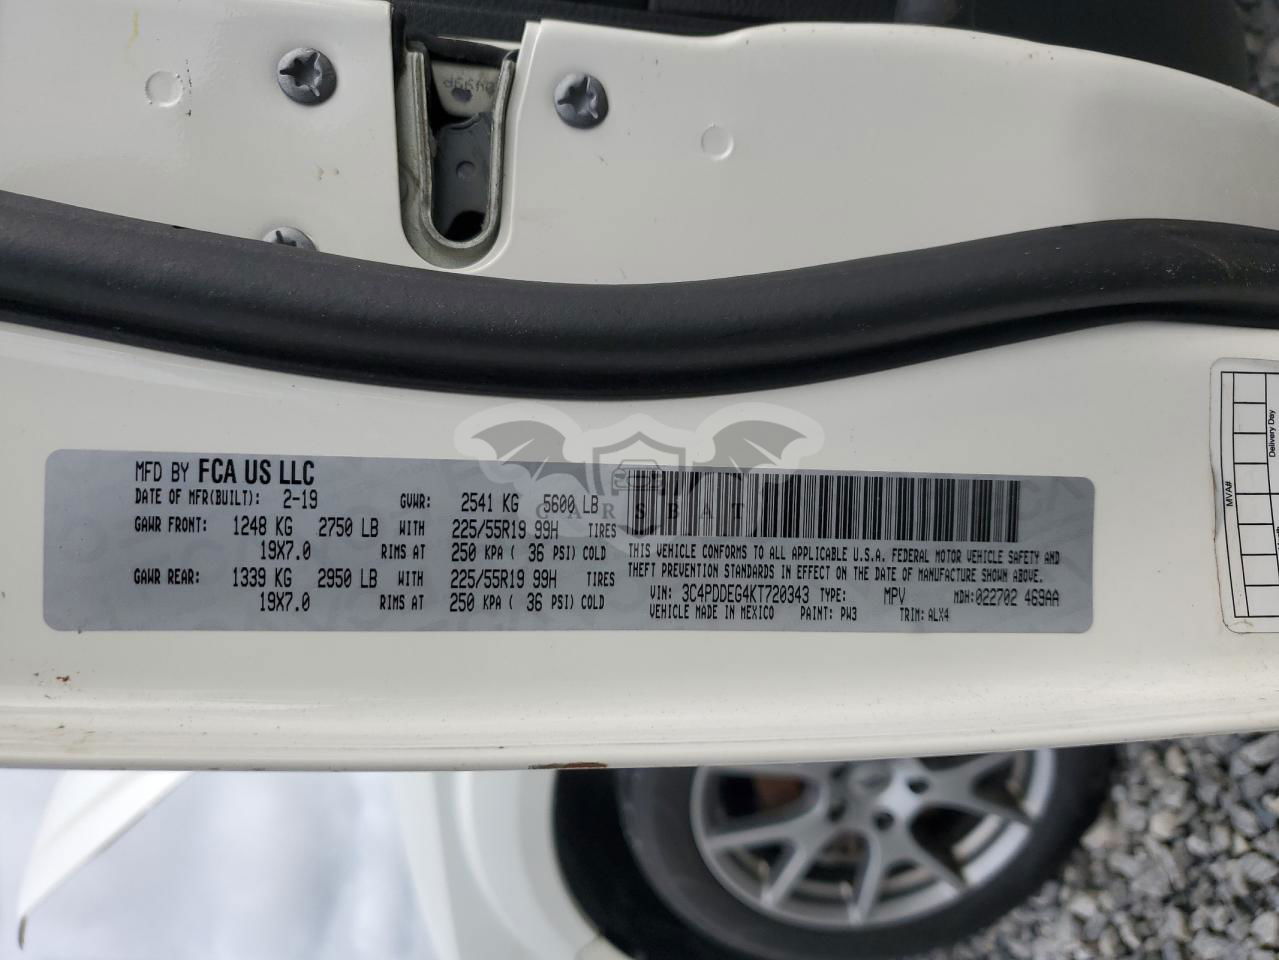 MFD BY FCA US LLC
DATE OF MFR(BUILT): 2-19 GVWR: 2541 KG 5600 LB
GAWR FRONT: 1248 KG 2750 LB WITH 225/55R19 99H TIRES
19X7.0 RIMS AT 250 KPA ( 36 PSI) COLD
GAWR REAR: 1339 KG 2950 LB WITH 225/55R19 99H TIRES
19X7.0 RIMS AT 250 KPA ( 36 PSI) COLD
THIS VEHICLE CONFORMS TO ALL APPLICABLE U.S.A. FEDERAL MOTOR VEHICLE SAFETY AND
THEFT PREVENTION STANDARDS IN EFFECT ON THE DATE OF MANUFACTURE SHOWN ABOVE.
VIN: 3C4PDDEG4KT720343 TYPE: MPV MDH:022702 469AA
VEHICLE MADE IN MEXICO PAINT: PW3 TRIM: ALX4
CARSBAT
MVA#
Delivery Day